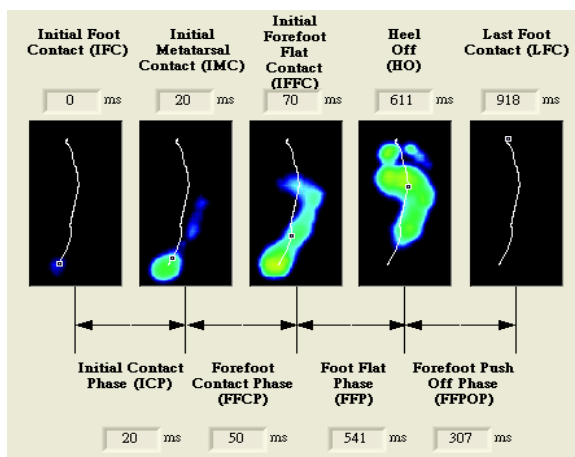 Initial Foot
Contact (IFC)
Initial
Metatarsal
Contact (IMC)
Initial
Forefoot
Flat
Contact
(IFFC)
Heel
Off
(HO)
Last Foot
Contact (LFC)
0 ms
20 ms
70 ms
611 ms
918 ms
Initial Contact
Phase (ICP)
Forefoot
Contact Phase
(FFCP)
Foot Flat
Phase
(FFP)
Forefoot Push
Off Phase
(FFPOP)
20 ms
50 ms
541 ms
307 ms